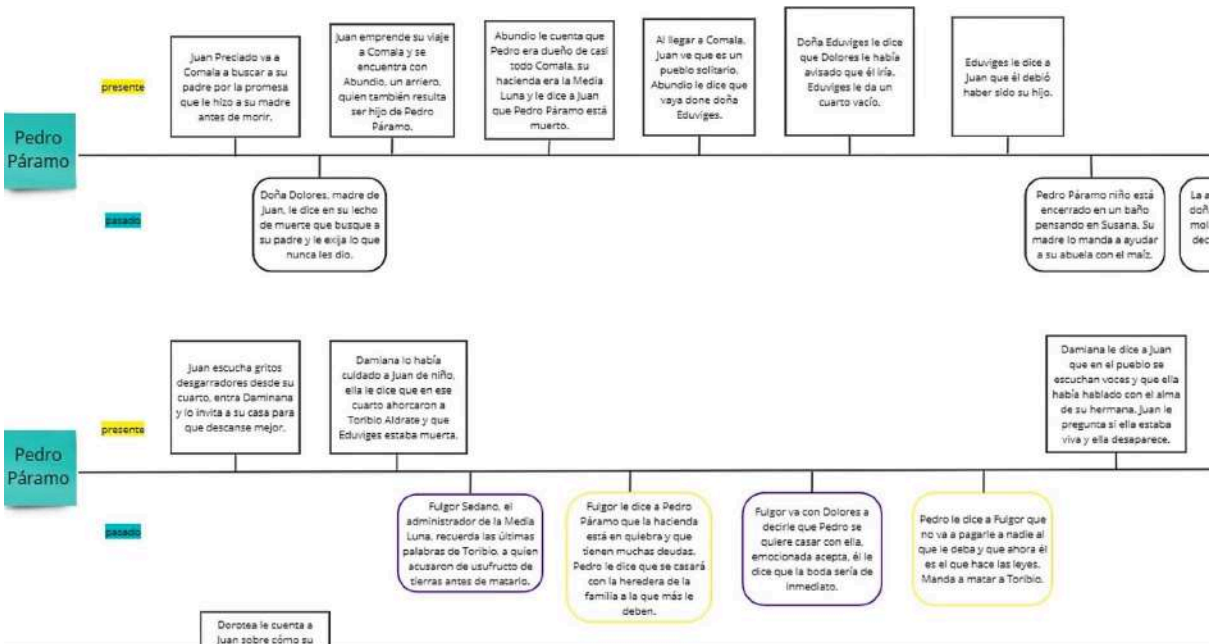 Pedro
Páramo
presente
Juan Preciado va a
Comala a buscar a su
padre por la promesa
que le hizo a su madre
antes de morir.
Juan emprende su viaje
a Comala y se
encuentra con
Abundio, un arriero,
quien también resulta
ser hijo de Pedro
Páramo.
Abundio le cuenta que
Pedro era dueño de casi
todo Comala, su
hacienda era la Media
Luna y le dice a Juan
que Pedro Páramo está
muerto.
Al llegar a Comala,
Juan ve que es un
pueblo solitario.
Abundio le dice que
vaya done doña
Eduviges.
Doña Eduviges le dice
que Dolores le había
avisado que él iría.
Eduviges le da un
cuarto vacío.
Eduviges le dice a
Juan que él debió
haber sido su hijo.
pasado
Doña Dolores, madre de
Juan, le dice en su lecho
de muerte que busque a
su padre y le exija lo que
nunca les dio.
Pedro Páramo niño está
encerrado en un baño
pensando en Susana. Su
madre lo manda a ayudar
a su abuela con el maíz.
La a
doñ
mol
dec
Pedro
Páramo
presente
Juan escucha gritos
desgarradores desde su
cuarto, entra Daminana
y lo invita a su casa para
que descanse mejor.
Damiana lo había
cuidado a Juan de niño,
ella le dice que en ese
cuarto ahorcaron a
Toribio Aldrate y que
Eduviges estaba muerta.
Damiana le dice a Juan
que en el pueblo se
escuchan voces y que ella
había hablado con el alma
de su hermana. Juan le
pregunta si ella estaba
viva y ella desaparece.
pasado
Fulgor Sedano, el
administrador de la Media
Luna, recuerda las últimas
palabras de Toribio, a quien
acusaron de usufructo de
tierras antes de matarlo.
Fulgor le dice a Pedro
Páramo que la hacienda
está en quiebra y que
tienen muchas deudas.
Pedro le dice que se casará
con la heredera de la
familia a la que más le
deben.
Fulgor va con Dolores a
decirle que Pedro se
quiere casar con ella,
emocionada acepta, él le
dice que la boda sería de
inmediato.
Pedro le dice a Fulgor que
no va a pagarle a nadie al
que le deba y que ahora él
es el que hace las leyes.
Manda a matar a Toribio.
Dorotea le cuenta a
Juan sobre cómo su